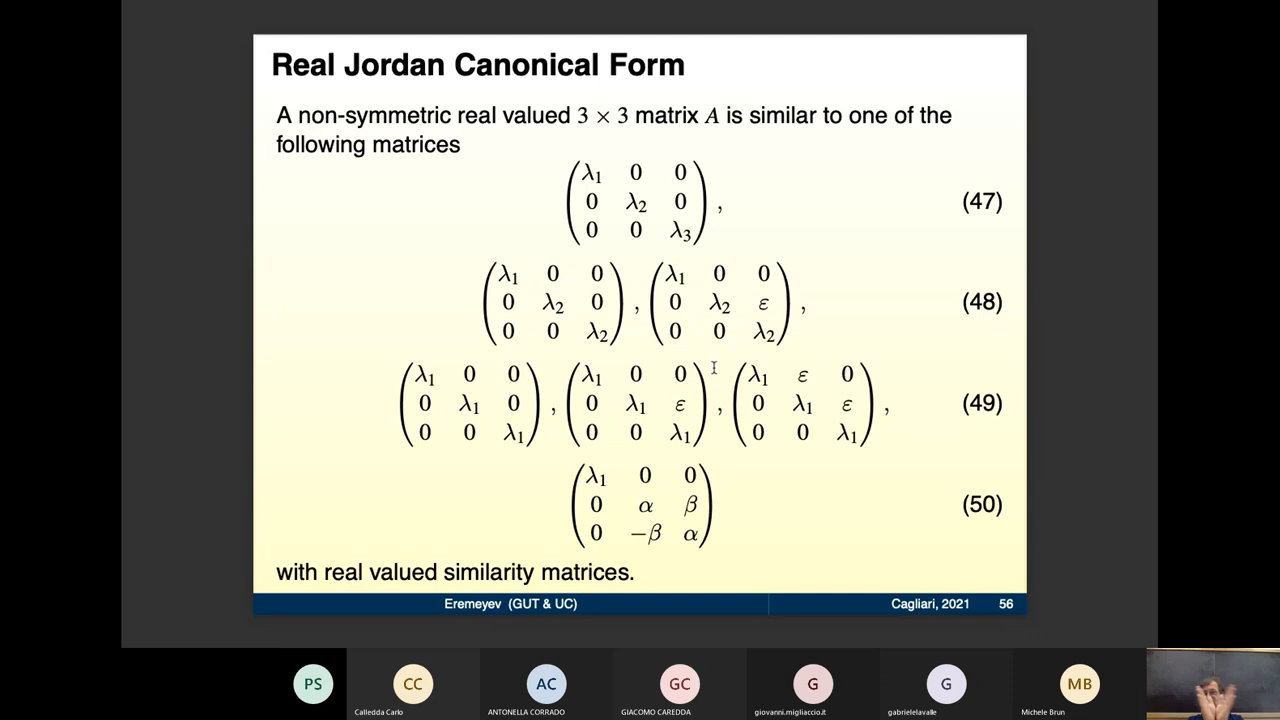 Real Jordan Canonical Form
A non-symmetric real valued 3 × 3 matrix A is similar to one of the
following matrices
λ1 0 0
0 λ2 0
0 0 λ3
, (47)
λ1 0 0
0 λ2 0
0 0 λ2
,
λ1 0 0
0 λ2 ε
0 0 λ2
, (48)
λ1 0 0
0 λ1 0
0 0 λ1
,
λ1 0 0
0 λ1 ε
0 0 λ1
,
λ1 ε 0
0 λ1 ε
0 0 λ1
, (49)
λ1 0 0
0 α β
0 −β α
(50)
with real valued similarity matrices.
Eremeyev (GUT & UC) Cagliari, 2021 56
PS CC AC GC G G MB
Calledda Carlo ANTONELLA CORRADO GIACOMO CAREDDA giovanni.migliaccio.it gabrielelavalle Michele Brun